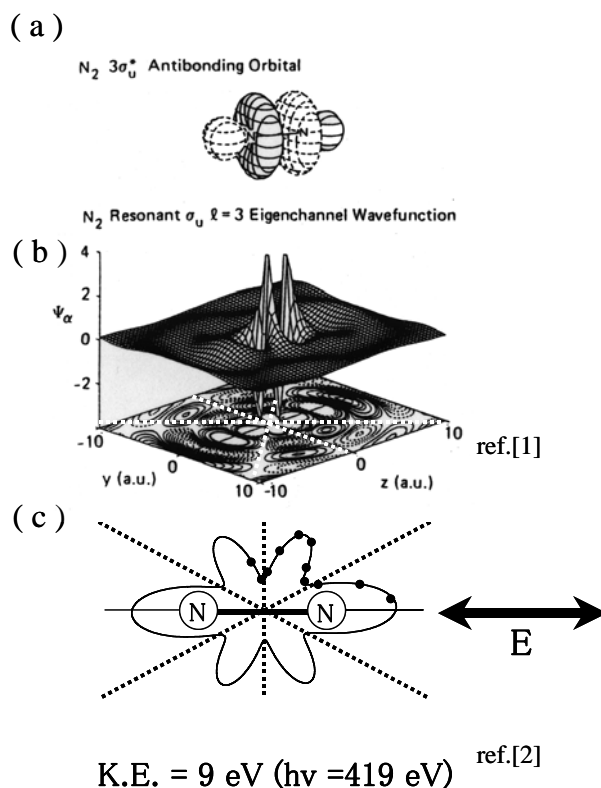 ( a )
N₂ 3σᵤ* Antibonding Orbital
N N
N₂ Resonant σᵤ ℓ = 3 Eigenchannel Wavefunction
( b )
4
2
Ψα
0
-2
-10
0
10
y (a.u.)
-10
0
10
z (a.u.)
ref.[1]
( c )
N N
E
K.E. = 9 eV (hν =419 eV)
ref.[2]